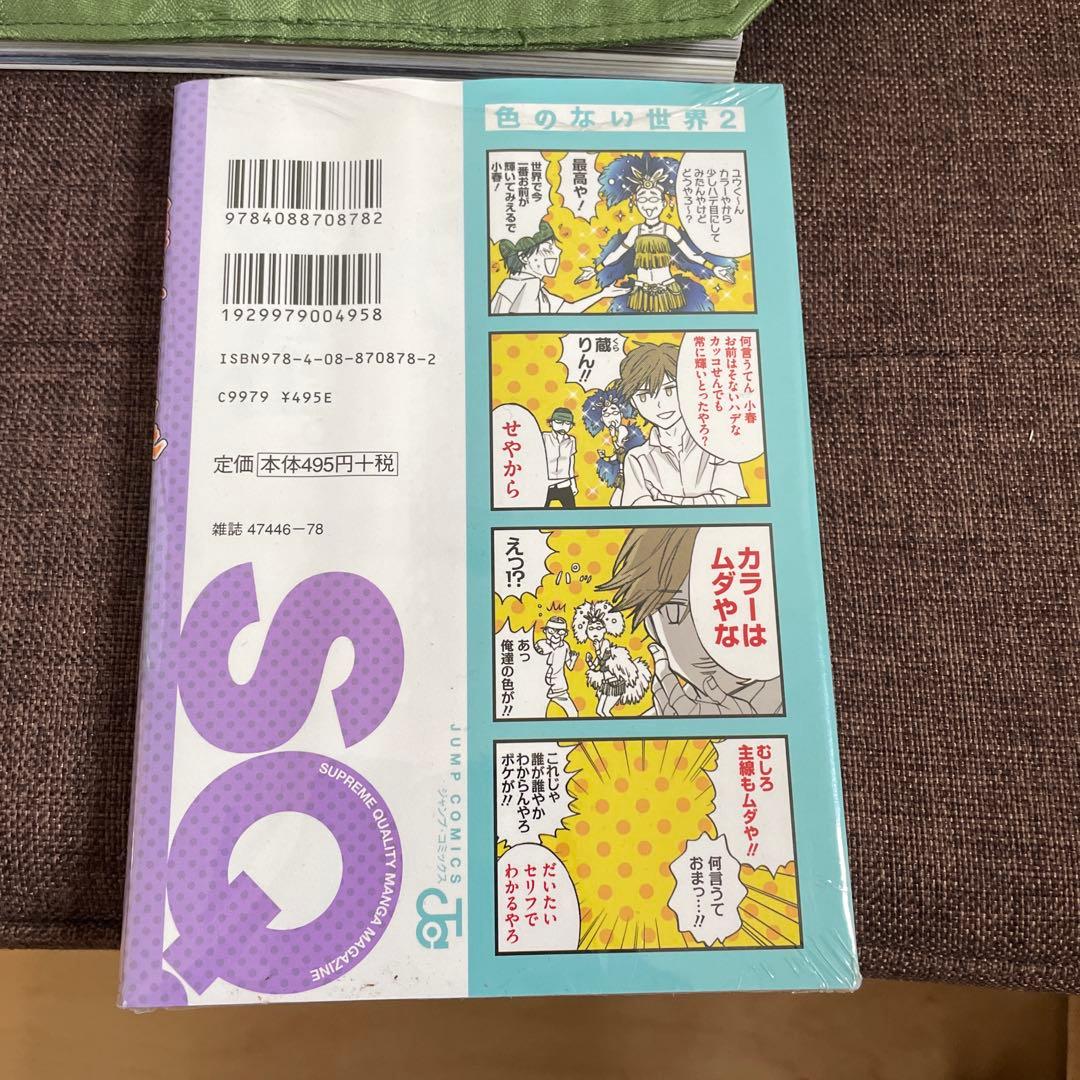 9784088708782
1929979004958
ISBN978-4-08-870878-2
C9979 ¥495E
定価 本体495円+税
雑誌 47446-78
SQ
SUPREME QUALITY MANGA MAGAZINE
JUMP COMICS
ジャンプ・コミックス
JC
色のない世界2
ユウく〜ん
カラーやから
少しハデ目にして
みたんやけど
どうやろ〜?
最高や!
世界で今
一番お前が
輝いてみえるで
小春!
何言うてん 小春
お前はそないハデな
カッコせんでも
常に輝いとったやろ?
蔵りん!!
くら
せやから
カラーは
ムダやな
えっ!?
あっ
俺達の色が!!
むしろ
主線もムダや!!
何言うて
おまっ…!!
これじゃ
誰が誰やか
わからんやろ
ボケが!!
だいたい
セリフで
わかるやろ